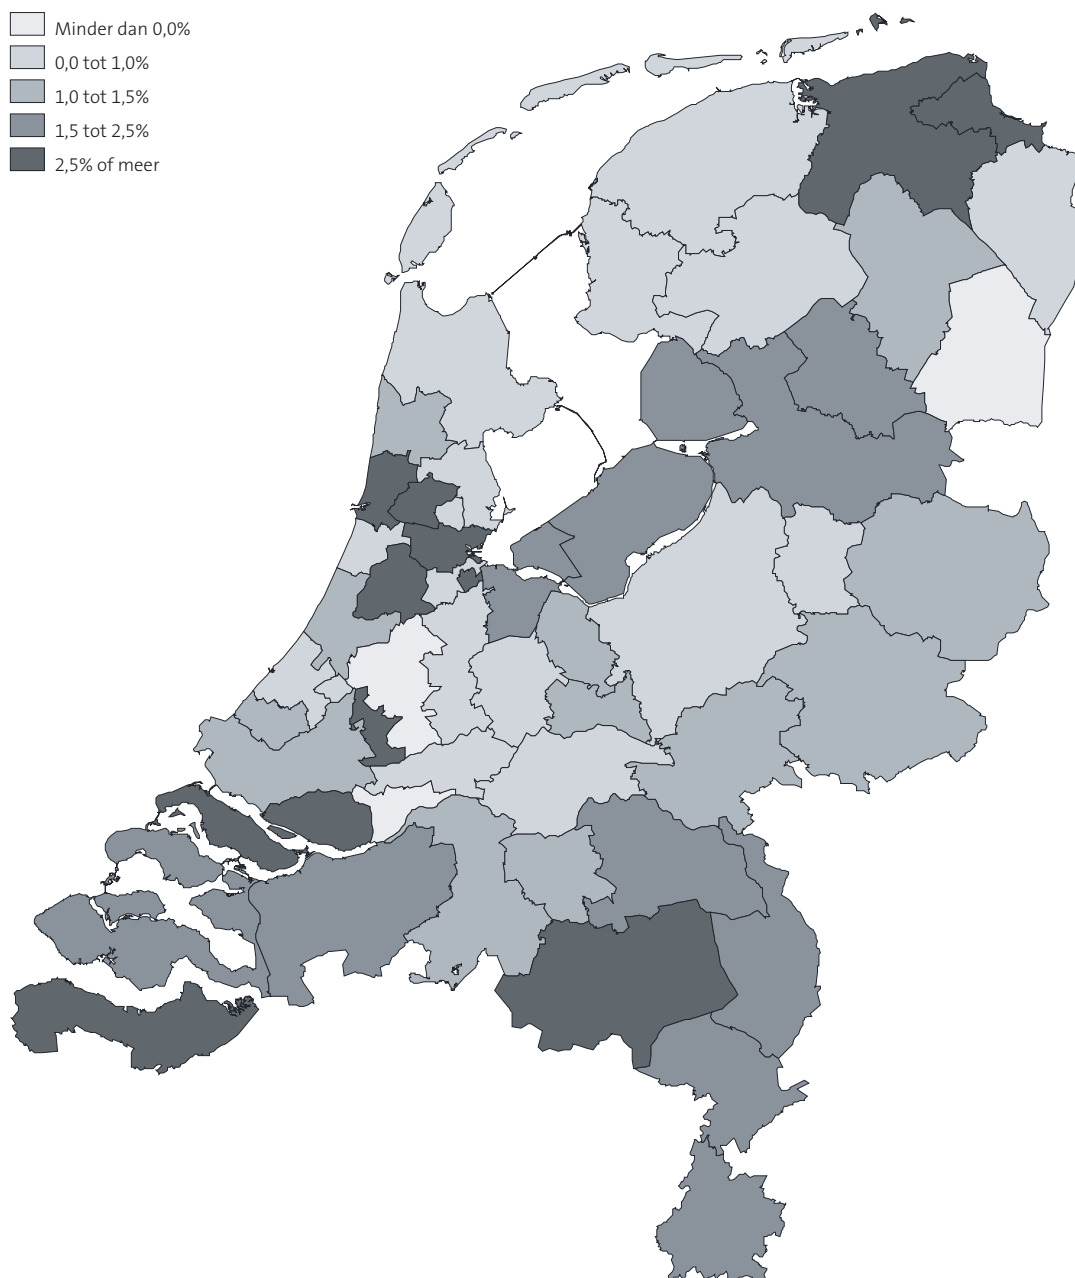 Minder dan 0,0%
0,0 tot 1,0%
1,0 tot 1,5%
1,5 tot 2,5%
2,5% of meer